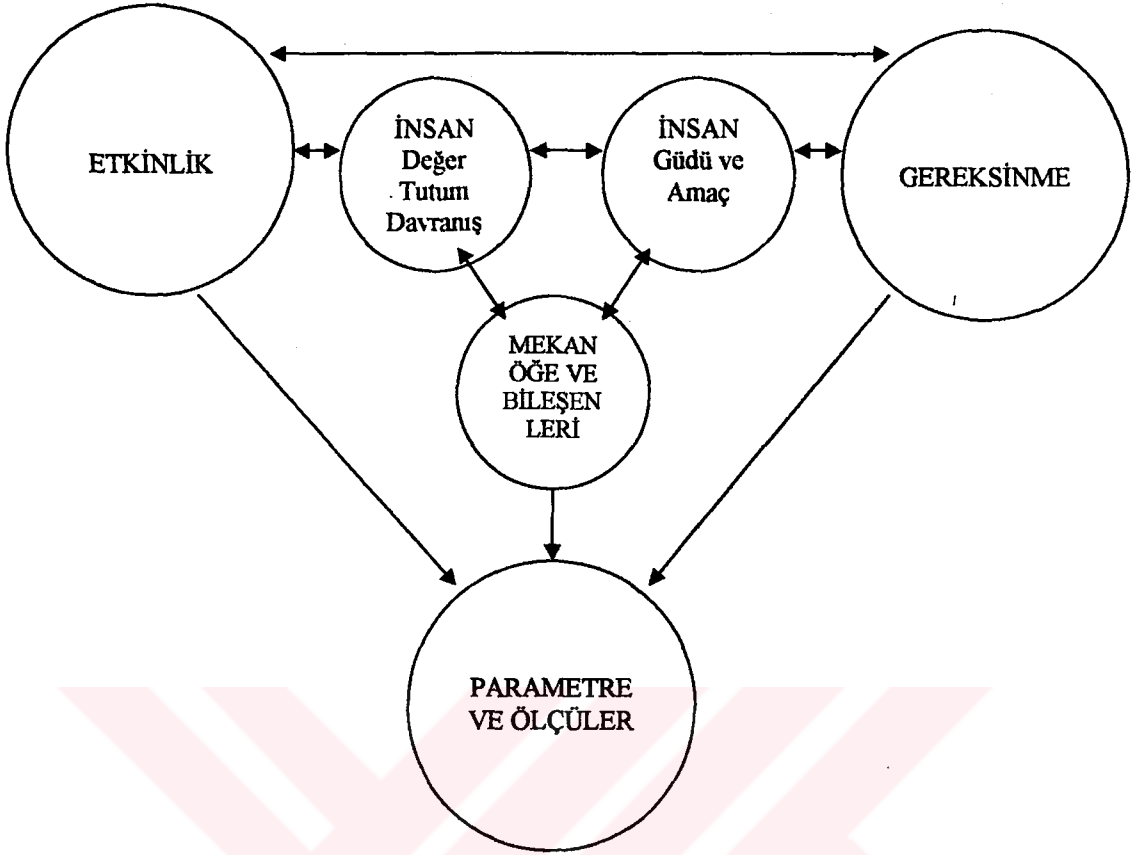 ETKİNLİK
İNSAN
Değer
Tutum
Davranış
İNSAN
Güdü ve
Amaç
GEREKSİNME
MEKAN
ÖĞE VE
BİLEŞEN
LERİ
PARAMETRE
VE ÖLÇÜLER